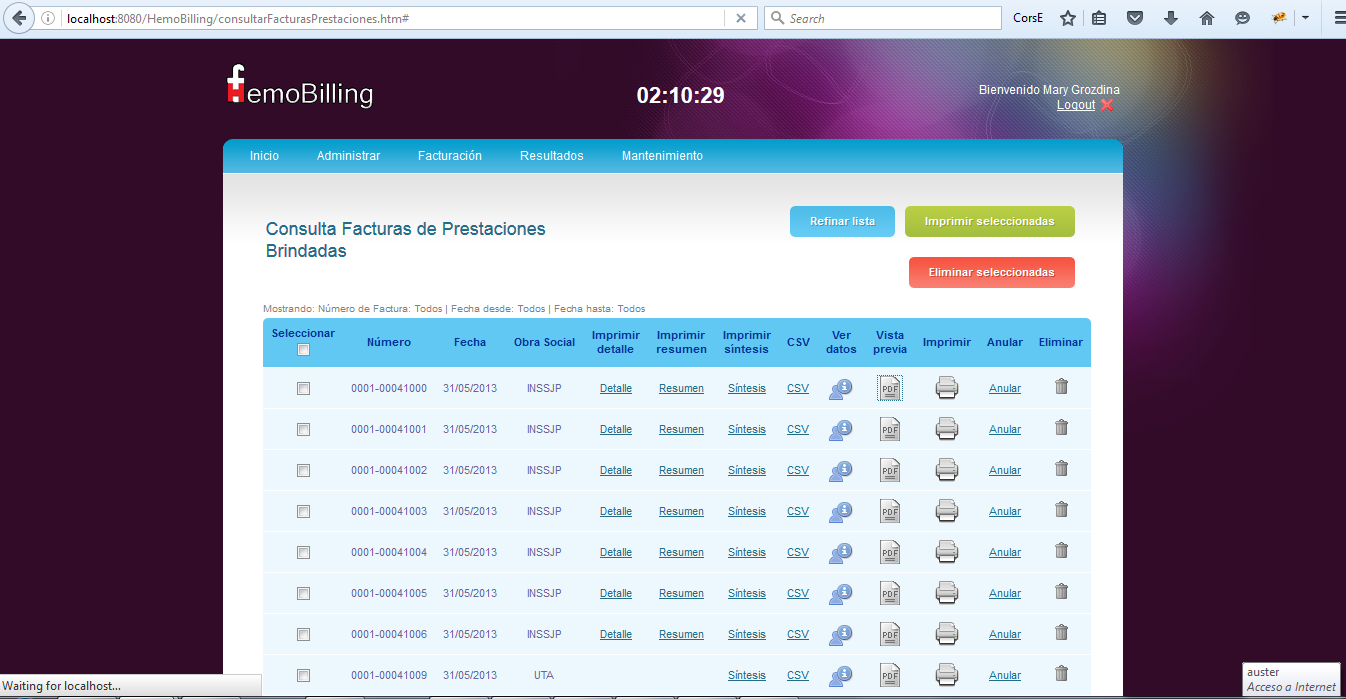 localhost:8080/HemoBilling/consultarFacturasPrestaciones.htm#
Search
CorsE
HemoBilling
02:10:29
Bienvenido Mary Grozdina
Logout
Inicio Administrar Facturación Resultados Mantenimiento
Consulta Facturas de Prestaciones
Brindadas
Refinar lista
Imprimir seleccionadas
Eliminar seleccionadas
Mostrando: Número de Factura: Todos | Fecha desde: Todos | Fecha hasta: Todos
Seleccionar Número Fecha Obra Social Imprimir detalle Imprimir resumen Imprimir síntesis CSV Ver datos Vista previa Imprimir Anular Eliminar
0001-00041000 31/05/2013 INSSJP Detalle Resumen Síntesis CSV PDF Anular
0001-00041001 31/05/2013 INSSJP Detalle Resumen Síntesis CSV PDF Anular
0001-00041002 31/05/2013 INSSJP Detalle Resumen Síntesis CSV PDF Anular
0001-00041003 31/05/2013 INSSJP Detalle Resumen Síntesis CSV PDF Anular
0001-00041004 31/05/2013 INSSJP Detalle Resumen Síntesis CSV PDF Anular
0001-00041005 31/05/2013 INSSJP Detalle Resumen Síntesis CSV PDF Anular
0001-00041006 31/05/2013 INSSJP Detalle Resumen Síntesis CSV PDF Anular
0001-00041009 31/05/2013 UTA Síntesis CSV PDF Anular
Waiting for localhost...
auster
Acceso a Internet